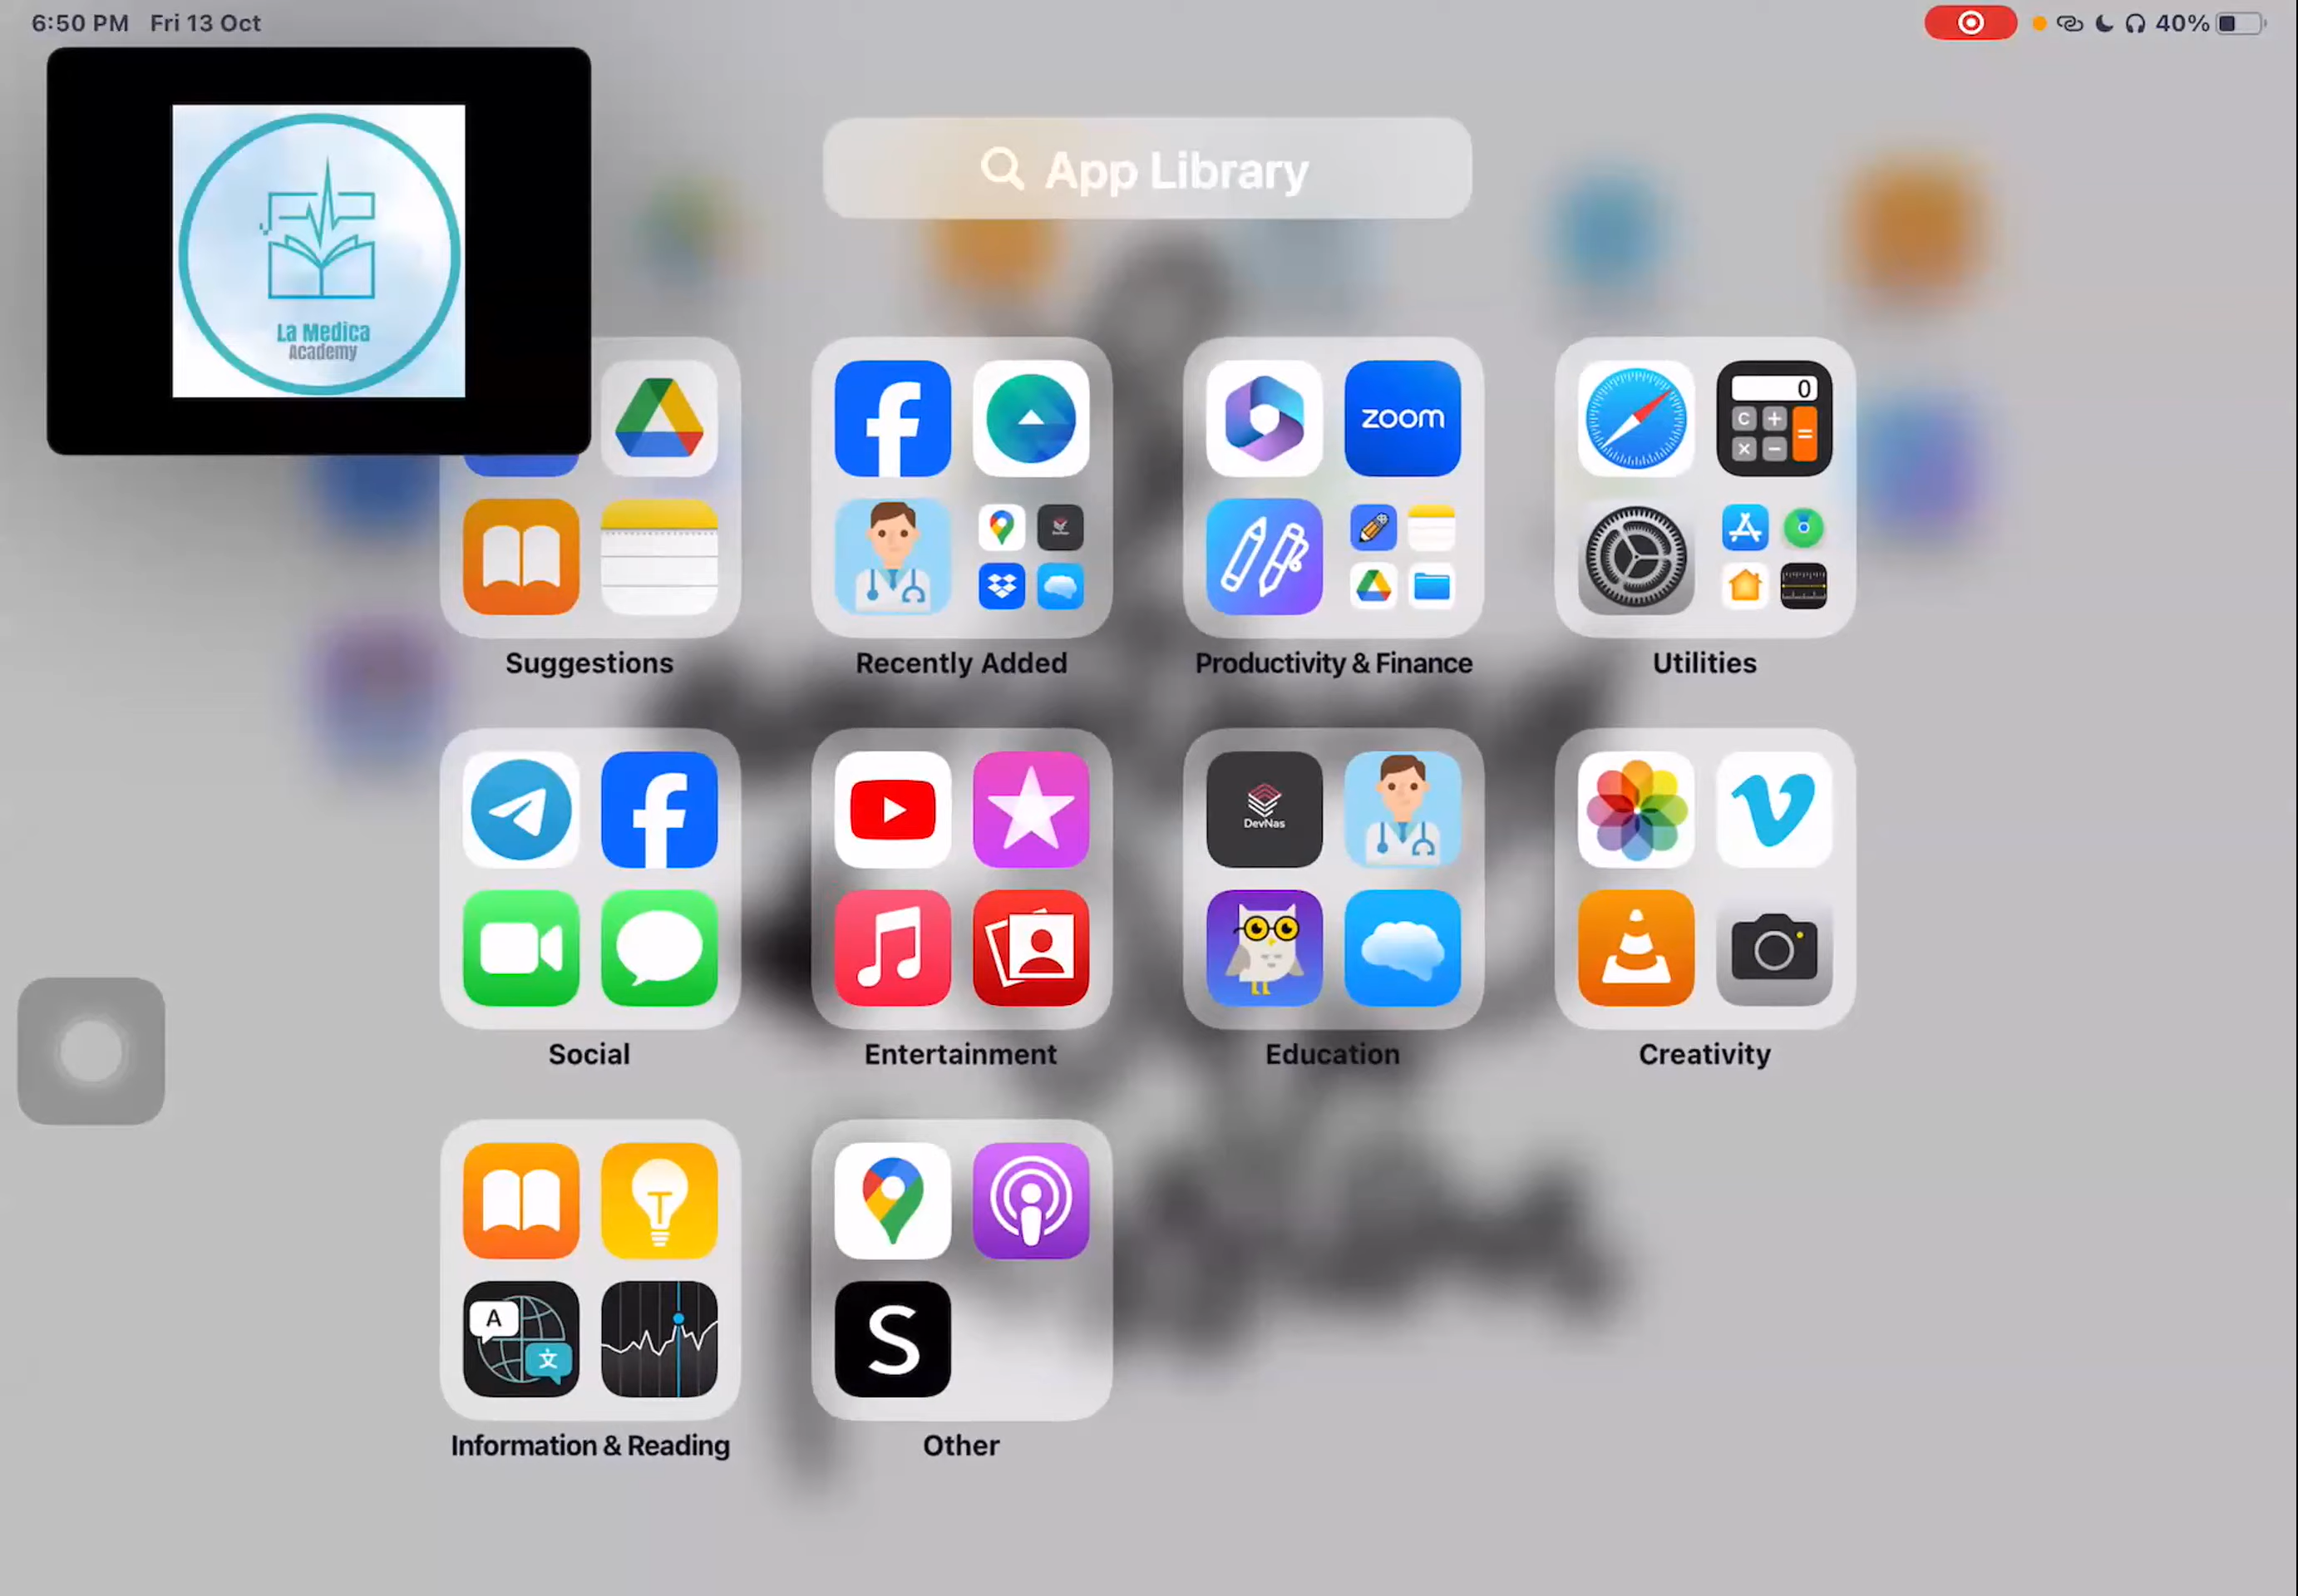 6:50 PM Fri 13 Oct
40%
La Medica
Academy
App Library
zoom
0
C +
=
× −
Suggestions
Recently Added
Productivity & Finance
Utilities
DevNas
Social
Entertainment
Education
Creativity
A
文
S
Information & Reading
Other